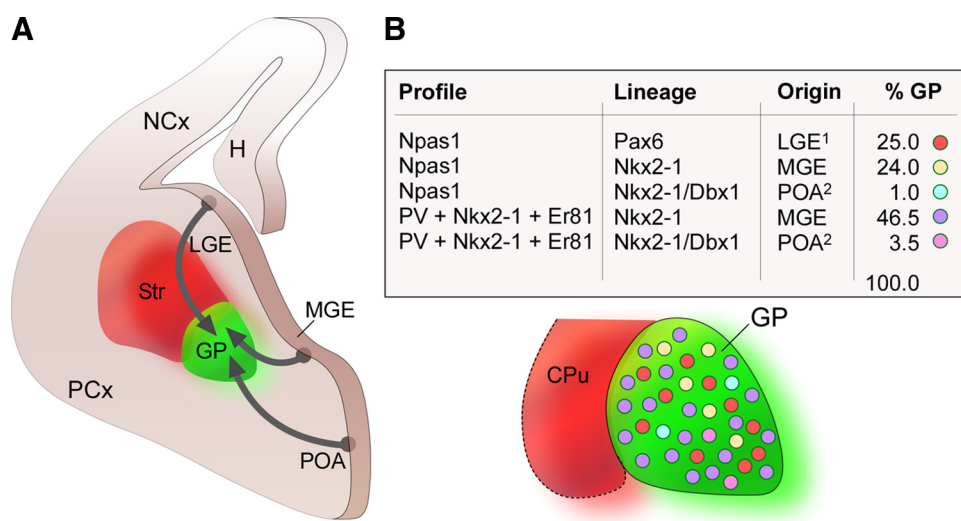 A
NCx
H
LGE
Str
MGE
GP
PCx
POA
B
Profile Lineage Origin % GP
Npas1 Pax6 LGE¹ 25.0
Npas1 Nkx2-1 MGE 24.0
Npas1 Nkx2-1/Dbx1 POA² 1.0
PV + Nkx2-1 + Er81 Nkx2-1 MGE 46.5
PV + Nkx2-1 + Er81 Nkx2-1/Dbx1 POA² 3.5
100.0
GP
CPu